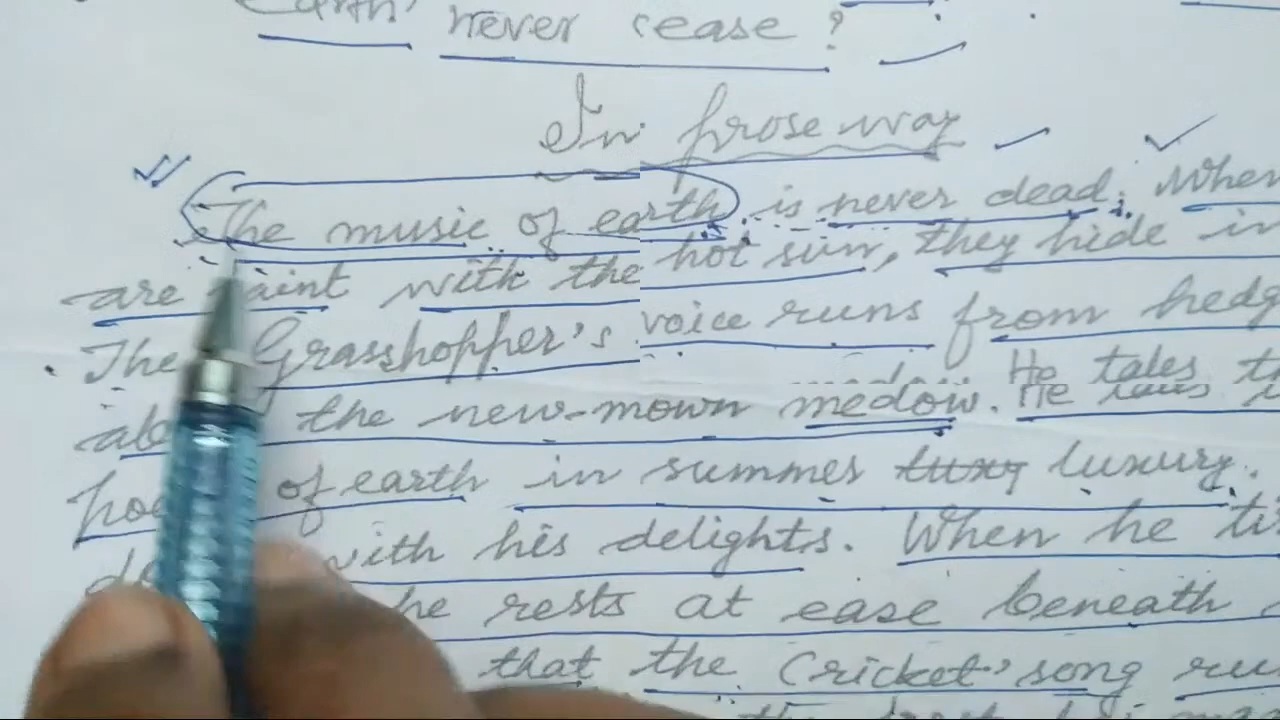 never cease?
In prose way
The music of earth is never dead. When
are faint with the hot sun, they hide in
The Grasshopper's voice runs from hedg
the new-mown medow. He
of earth in summer luxury.
with his delights. When he
he rests at ease beneath
that the Cricket's song